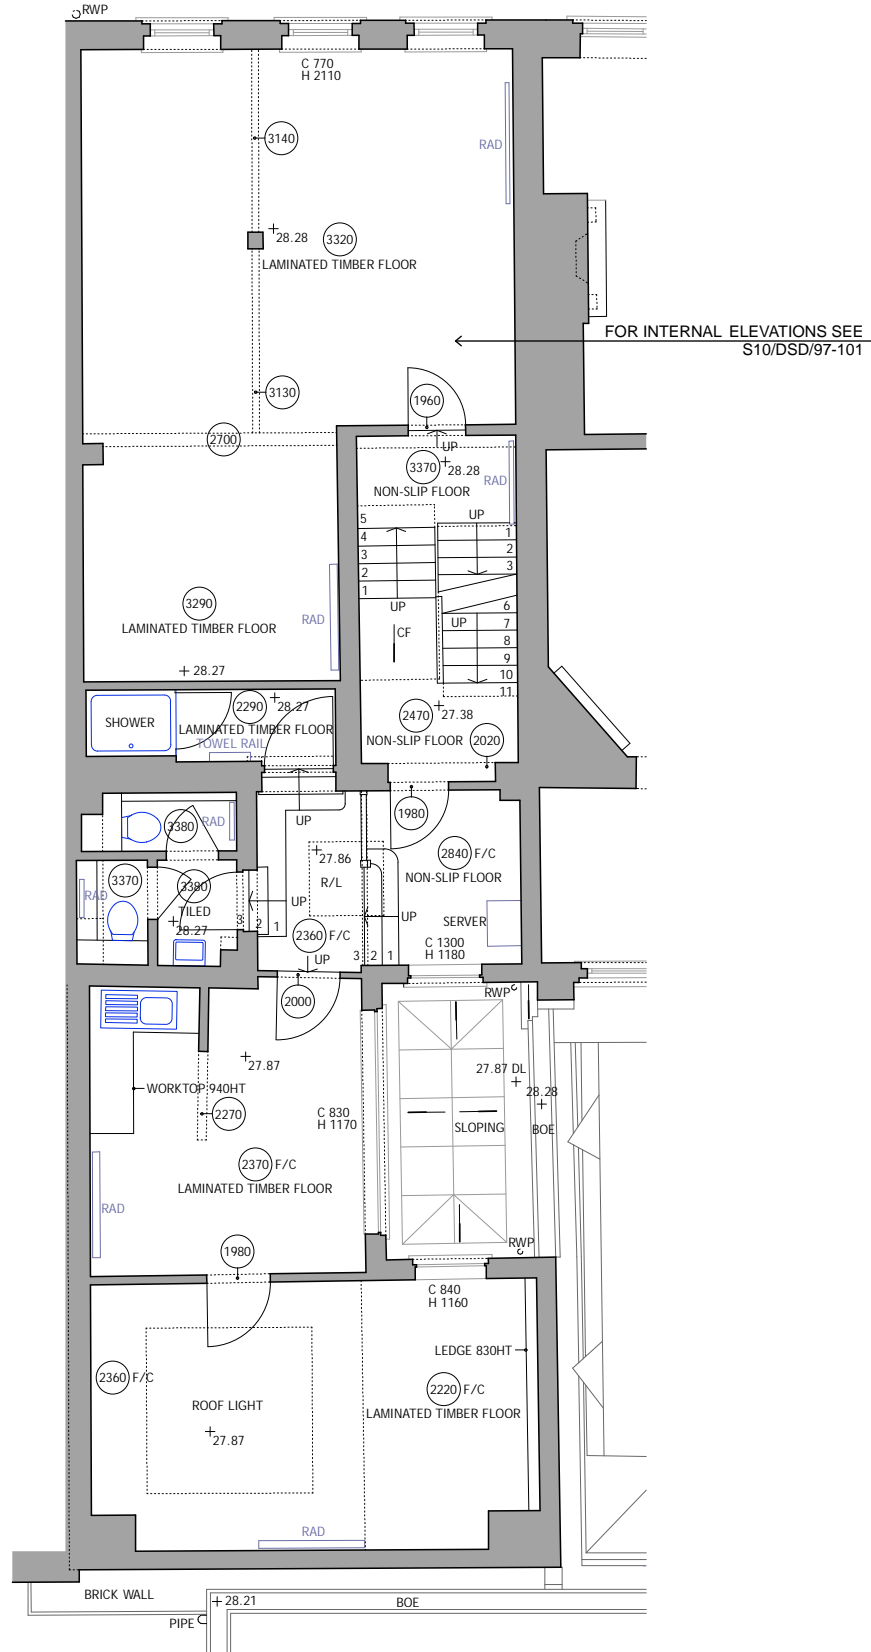 RWP
C 770
H 2110
RAD
3140
28.28
3320
LAMINATED TIMBER FLOOR
FOR INTERNAL ELEVATIONS SEE
S10/DSD/97-101
3130
1960
2700
UP
3370
28.28
RAD
NON-SLIP FLOOR
5
UP
4
1
3
2
2
3
1
3290
UP
6
RAD
UP
7
LAMINATED TIMBER FLOOR
CF
8
9
28.27
10
11
2290
28.27
2470
27.38
SHOWER
LAMINATED TIMBER FLOOR
NON-SLIP FLOOR
2020
TOWEL RAIL
1980
UP
3380
RAD
27.86
2840 F/C
NON-SLIP FLOOR
3370
3380
R/L
RAD
TILED
UP
UP
28.27
3
2
1
SERVER
2360 F/C
C 1300
H 1180
UP
3
2
1
2000
RWP
27.87
27.87 DL
WORKTOP 940HT
28.28
2270
C 830
H 1170
SLOPING
BOE
2370 F/C
LAMINATED TIMBER FLOOR
RAD
1980
RWP
C 840
H 1160
LEDGE 830HT
2360 F/C
2220 F/C
ROOF LIGHT
LAMINATED TIMBER FLOOR
27.87
RAD
BRICK WALL
28.21
BOE
PIPE